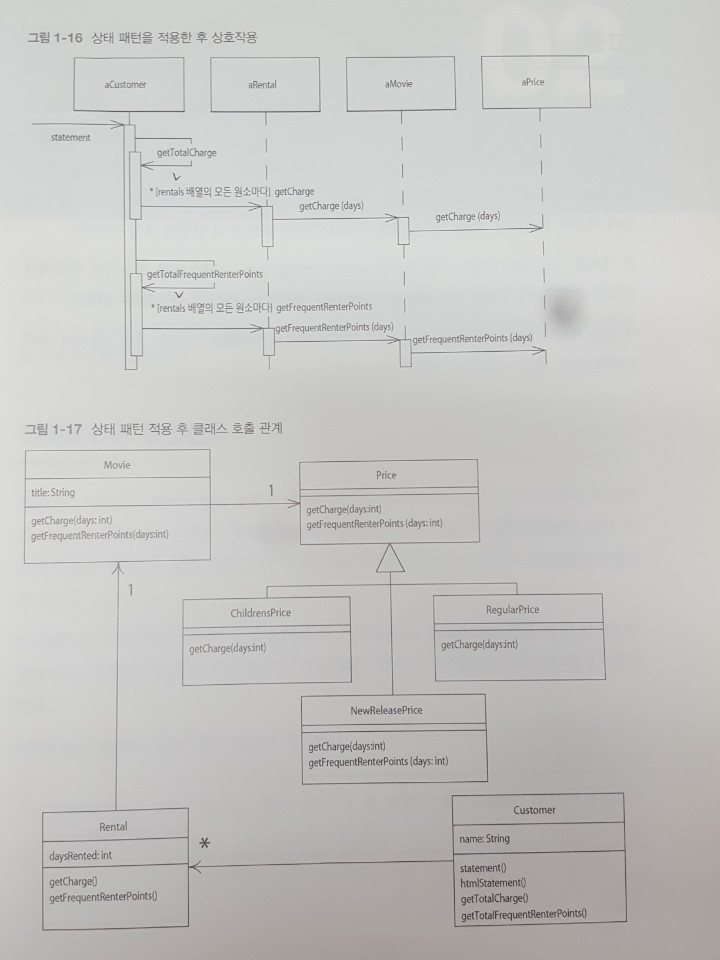 그림 1-16 상태 패턴을 적용한 후 상호작용
aCustomer
aRental
aMovie
aPrice
statement
getTotalCharge
* [rentals 배열의 모든 원소마다] getCharge
getCharge (days)
getCharge (days)
getTotalFrequentRenterPoints
* [rentals 배열의 모든 원소마다] getFrequentRenterPoints
getFrequentRenterPoints (days)
getFrequentRenterPoints (days)
그림 1-17 상태 패턴 적용 후 클래스 호출 관계
Movie
title: String
getCharge(days: int)
getFrequentRenterPoints(days:int)
1
Price
getCharge(days:int)
getFrequentRenterPoints (days: int)
1
ChildrensPrice
getCharge(days:int)
RegularPrice
getCharge(days:int)
NewReleasePrice
getCharge(days:int)
getFrequentRenterPoints (days: int)
Rental
daysRented: int
getCharge()
getFrequentRenterPoints()
*
Customer
name: String
statement()
htmlStatement()
getTotalCharge()
getTotalFrequentRenterPoints()